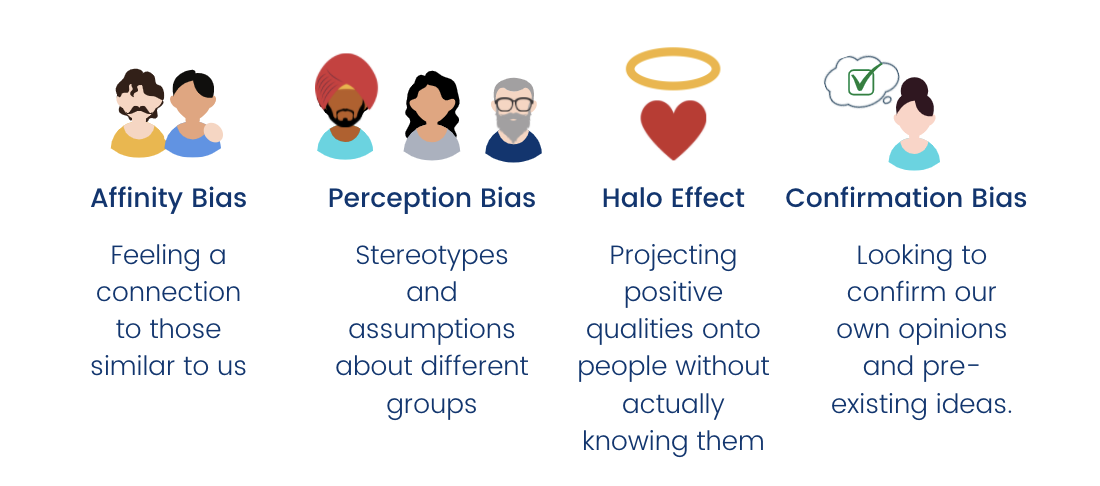 Affinity Bias
Feeling a
connection
to those
similar to us
Perception Bias
Stereotypes
and
assumptions
about different
groups
Halo Effect
Projecting
positive
qualities onto
people without
actually
knowing them
Confirmation Bias
Looking to
confirm our
own opinions
and pre-
existing ideas.